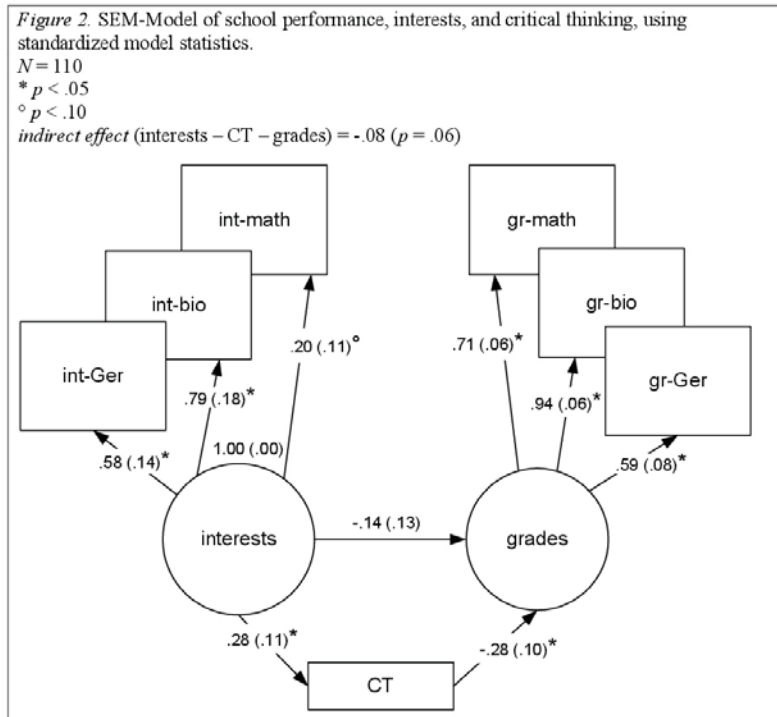 Figure 2. SEM-Model of school performance, interests, and critical thinking, using
standardized model statistics.
N = 110
* p < .05
° p < .10
indirect effect (interests – CT – grades) = -.08 (p = .06)
int-math
gr-math
int-bio
gr-bio
int-Ger
gr-Ger
.20 (.11)°
.71 (.06)*
.79 (.18)*
.94 (.06)*
.58 (.14)*
1.00 (.00)
.59 (.08)*
interests
-.14 (.13)
grades
.28 (.11)*
-.28 (.10)*
CT